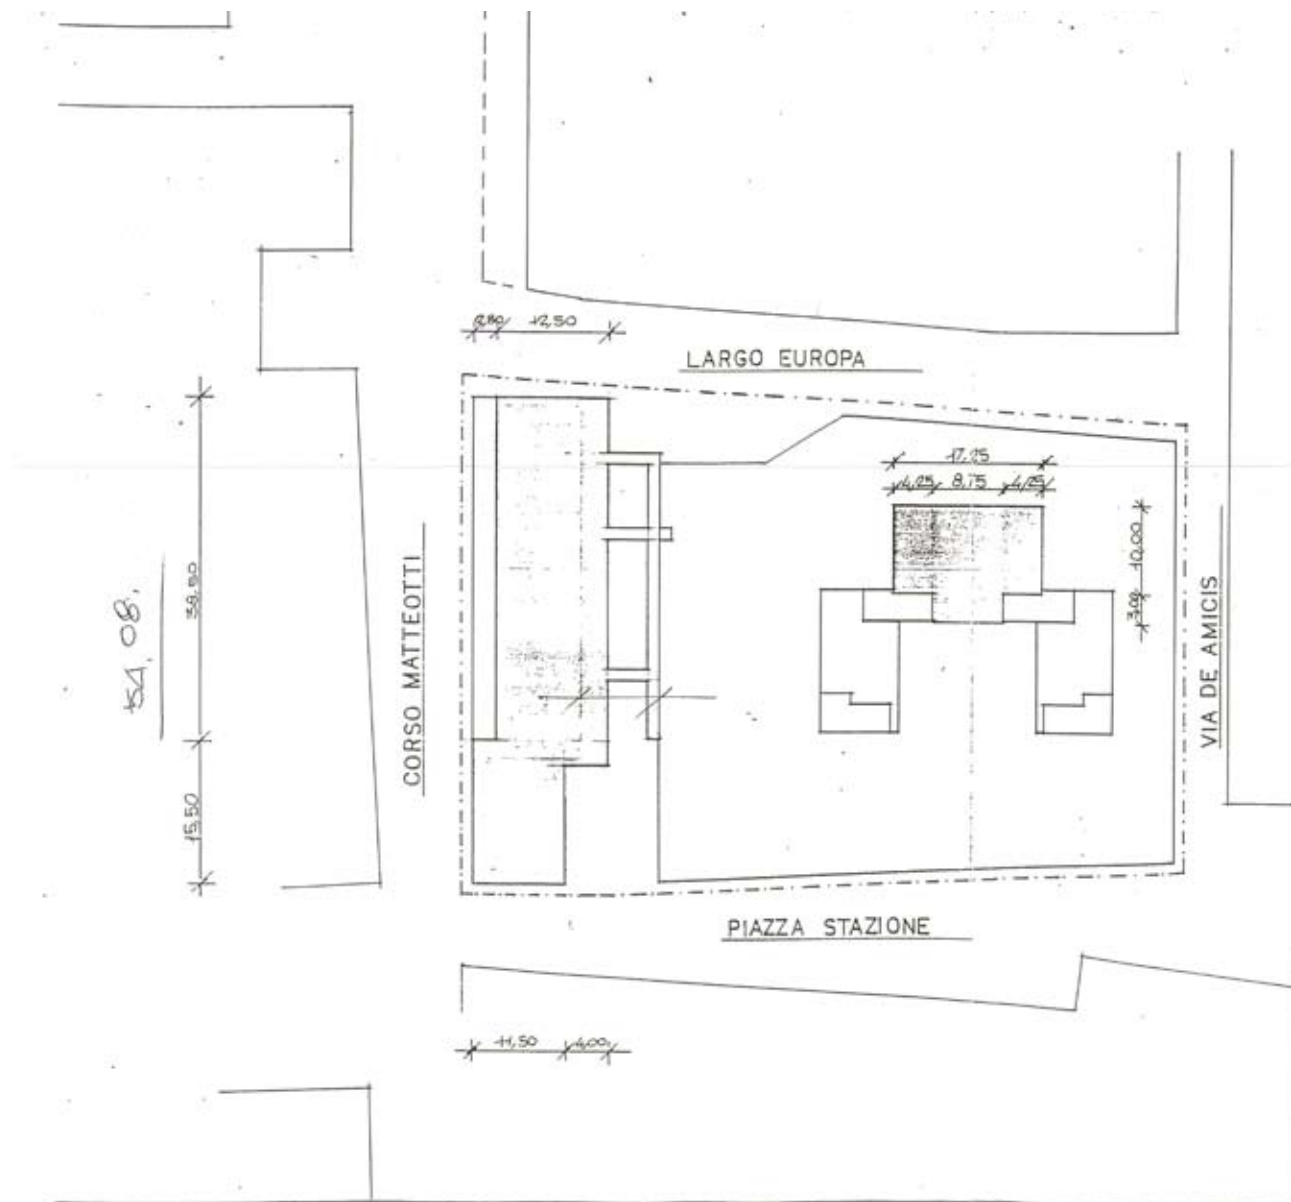 2,80 12,50
LARGO EUROPA
17,25
4,25 8,75 4,25
10,00
3,00
38,50
54,08.
CORSO MATTEOTTI
VIA DE AMICIS
15,50
PIAZZA STAZIONE
11,50 4,00